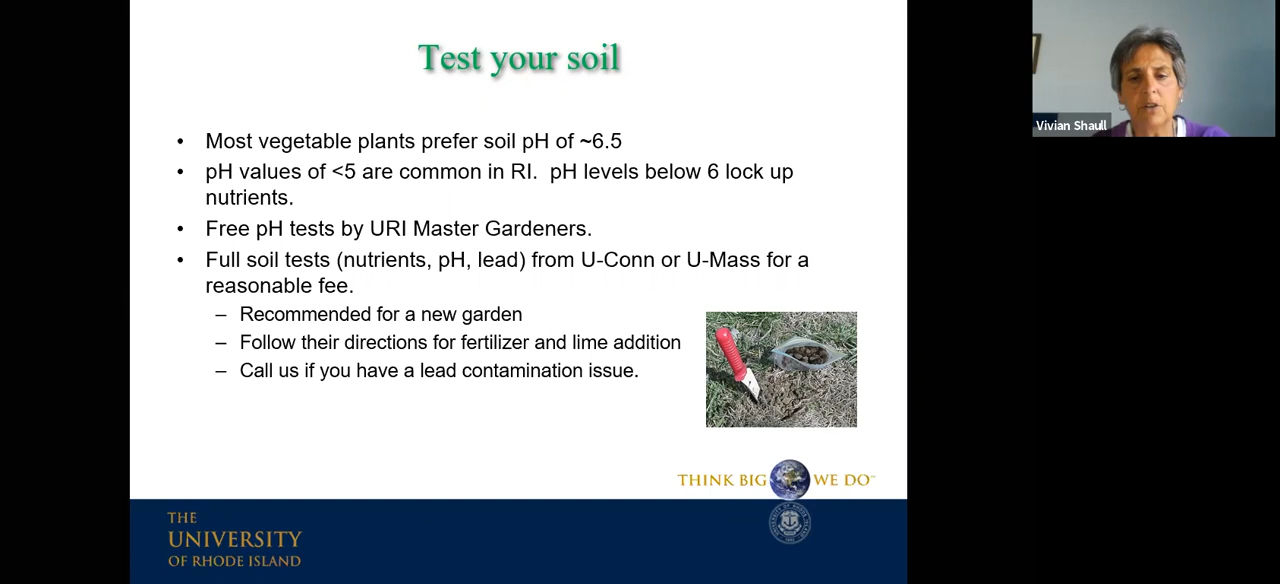 Test your soil
• Most vegetable plants prefer soil pH of ~6.5
• pH values of <5 are common in RI.  pH levels below 6 lock up
nutrients.
• Free pH tests by URI Master Gardeners.
• Full soil tests (nutrients, pH, lead) from U-Conn or U-Mass for a
reasonable fee.
– Recommended for a new garden
– Follow their directions for fertilizer and lime addition
– Call us if you have a lead contamination issue.
THINK BIG WE DO™
THE
UNIVERSITY
OF RHODE ISLAND
Vivian Shaull